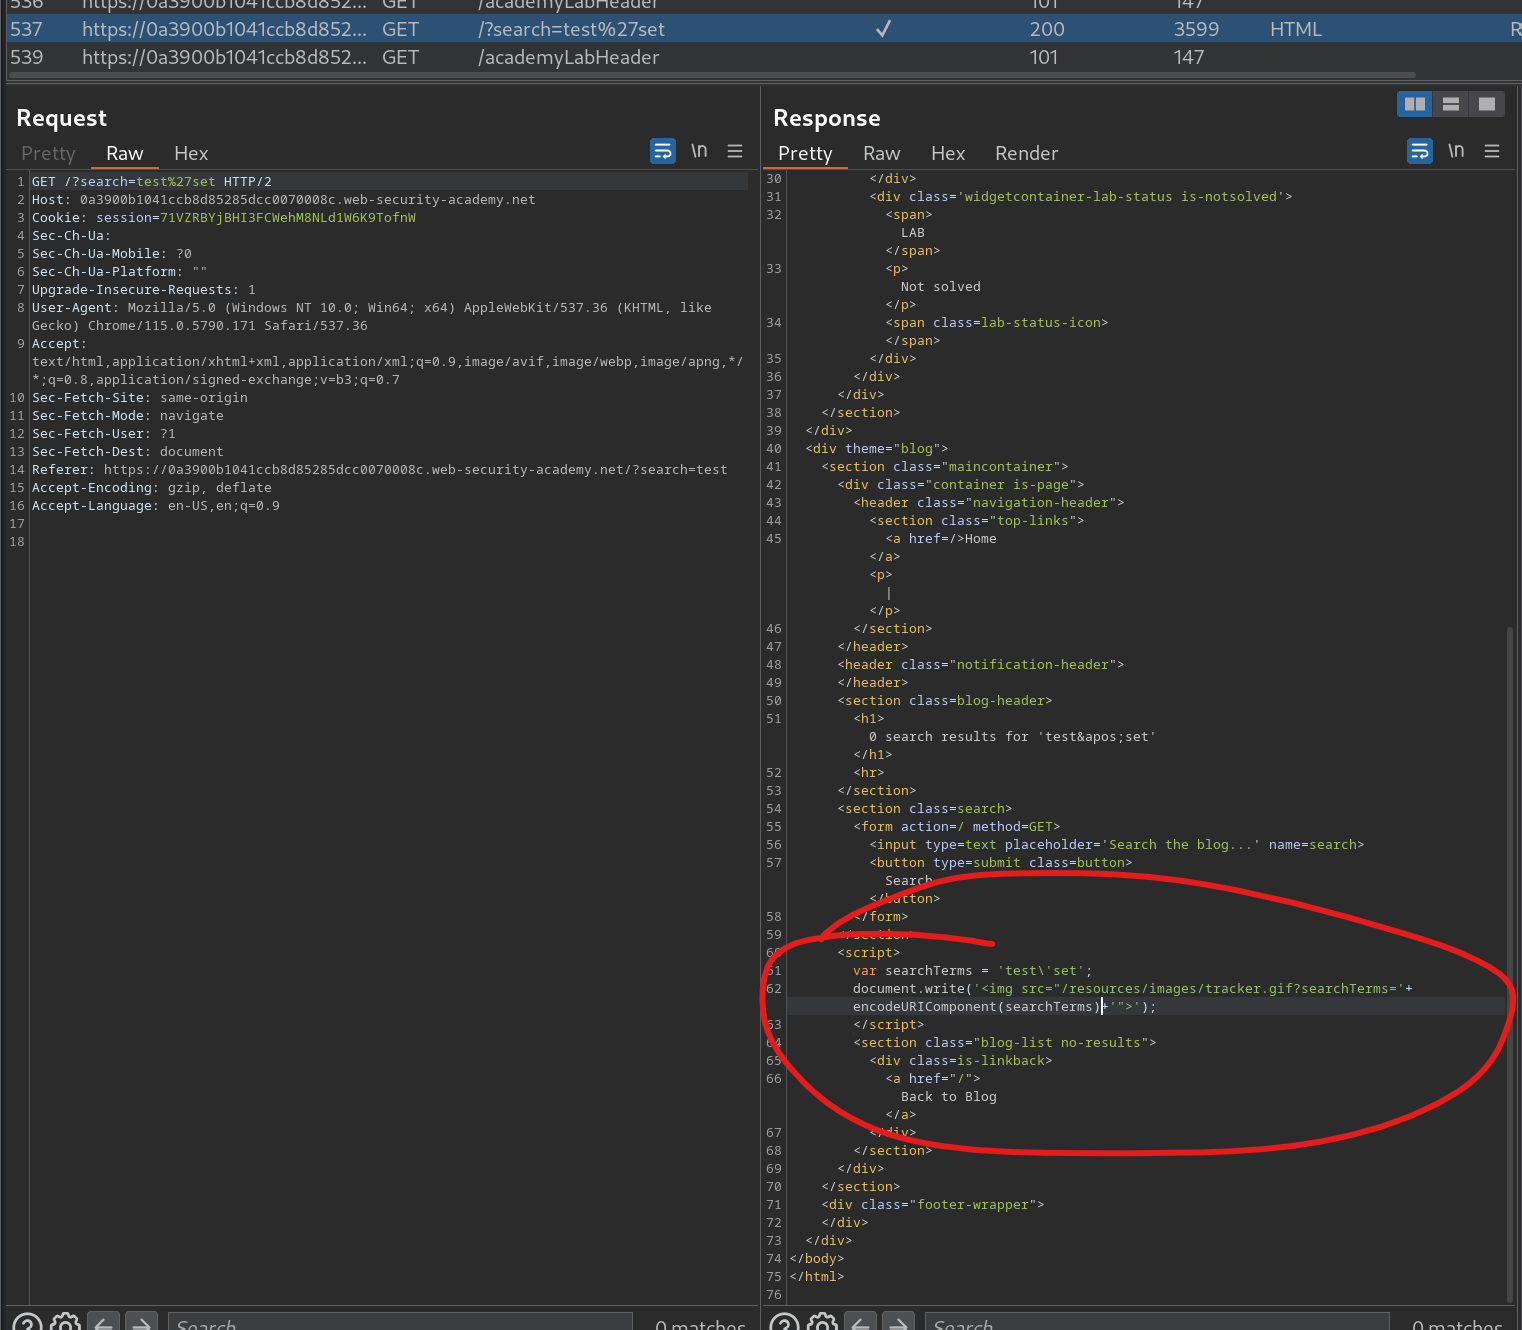 536 https://0a3900b1041ccb8d852... GET /academyLabHeader 101 147
537 https://0a3900b1041ccb8d852... GET /?search=test%27set ✓ 200 3599 HTML R
539 https://0a3900b1041ccb8d852... GET /academyLabHeader 101 147
Request
Pretty Raw Hex \n
1 GET /?search=test%27set HTTP/2
2 Host: 0a3900b1041ccb8d85285dcc0070008c.web-security-academy.net
3 Cookie: session=71VZRBYjBHI3FCWehM8NLd1W6K9TofnW
4 Sec-Ch-Ua:
5 Sec-Ch-Ua-Mobile: ?0
6 Sec-Ch-Ua-Platform: ""
7 Upgrade-Insecure-Requests: 1
8 User-Agent: Mozilla/5.0 (Windows NT 10.0; Win64; x64) AppleWebKit/537.36 (KHTML, like
Gecko) Chrome/115.0.5790.171 Safari/537.36
9 Accept:
text/html,application/xhtml+xml,application/xml;q=0.9,image/avif,image/webp,image/apng,*/
*;q=0.8,application/signed-exchange;v=b3;q=0.7
10 Sec-Fetch-Site: same-origin
11 Sec-Fetch-Mode: navigate
12 Sec-Fetch-User: ?1
13 Sec-Fetch-Dest: document
14 Referer: https://0a3900b1041ccb8d85285dcc0070008c.web-security-academy.net/?search=test
15 Accept-Encoding: gzip, deflate
16 Accept-Language: en-US,en;q=0.9
17
18
Search 0 matches
Response
Pretty Raw Hex Render \n
30 </div>
31 <div class='widgetcontainer-lab-status is-notsolved'>
32 <span>
LAB
</span>
33 <p>
Not solved
</p>
34 <span class=lab-status-icon>
</span>
35 </div>
36 </div>
37 </div>
38 </section>
39 </div>
40 <div theme="blog">
41 <section class="maincontainer">
42 <div class="container is-page">
43 <header class="navigation-header">
44 <section class="top-links">
45 <a href=/>Home
</a>
<p>
|
</p>
46 </section>
47 </header>
48 <header class="notification-header">
49 </header>
50 <section class=blog-header>
51 <h1>
0 search results for 'test&apos;set'
</h1>
52 <hr>
53 </section>
54 <section class=search>
55 <form action=/ method=GET>
56 <input type=text placeholder='Search the blog...' name=search>
57 <button type=submit class=button>
Search
</button>
58 </form>
59 </section>
60 <script>
61 var searchTerms = 'test\'set';
62 document.write('<img src="/resources/images/tracker.gif?searchTerms='+
encodeURIComponent(searchTerms)+'">');
63 </script>
64 <section class="blog-list no-results">
65 <div class=is-linkback>
66 <a href="/">
Back to Blog
</a>
67 </div>
68 </section>
69 </div>
70 </section>
71 <div class="footer-wrapper">
72 </div>
73 </div>
74 </body>
75 </html>
76
Search 0 matches